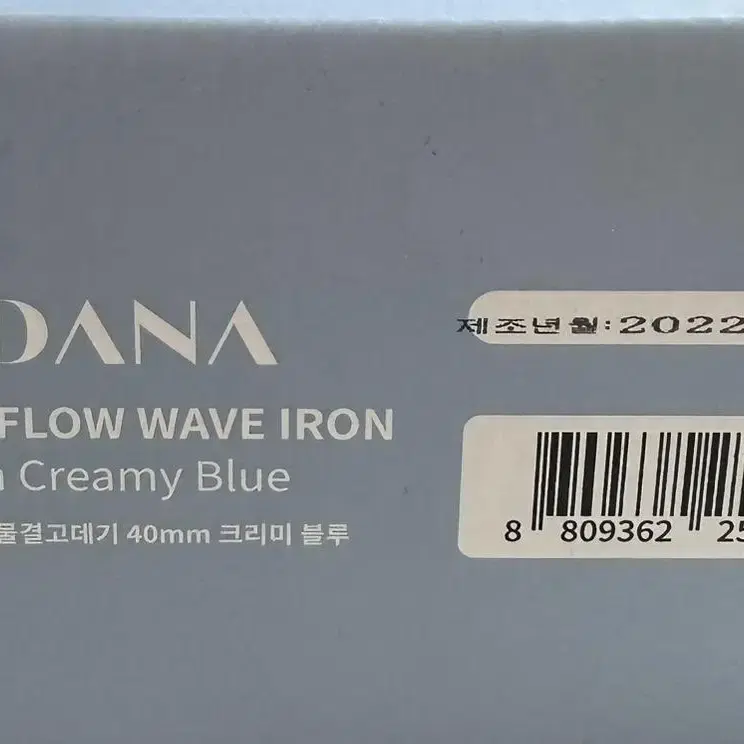 DANA
FLOW WAVE IRON
Creamy Blue
물결고데기 40mm 크리미 블루
제조년월: 2022
8 809362 25